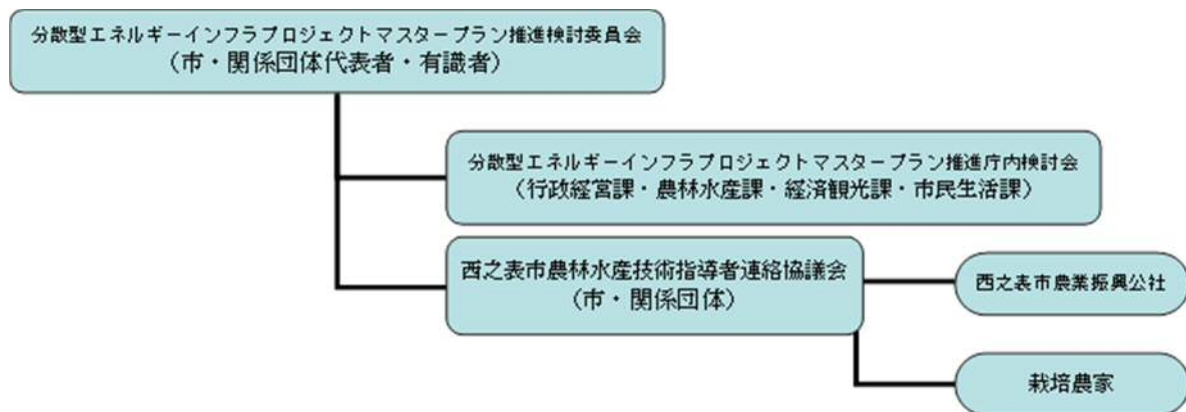 分散型エネルギーインフラプロジェクトマスタープラン推進検討委員会
（市・関係団体代表者・有識者）
分散型エネルギーインフラプロジェクトマスタープラン推進庁内検討会
（行政経営課・農林水産課・経済観光課・市民生活課）
西之表市農林水産技術指導者連絡協議会
（市・関係団体）
西之表市農業振興公社
栽培農家